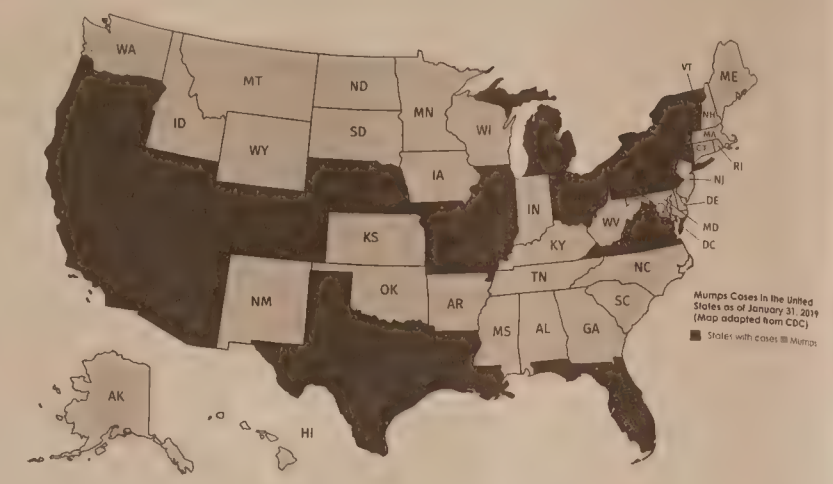 WA
MT
ND
MN
ID
WY
SD
WI
IA
KS
NM
OK
AR
IN
KY
WV
TN
NC
SC
MS
AL
GA
VT
ME
NH
MA
CT
RI
NJ
DE
MD
DC
AK
HI
Mumps Cases in the United
States as of January 31, 2019
(Map adapted from CDC)
States with cases Mumps